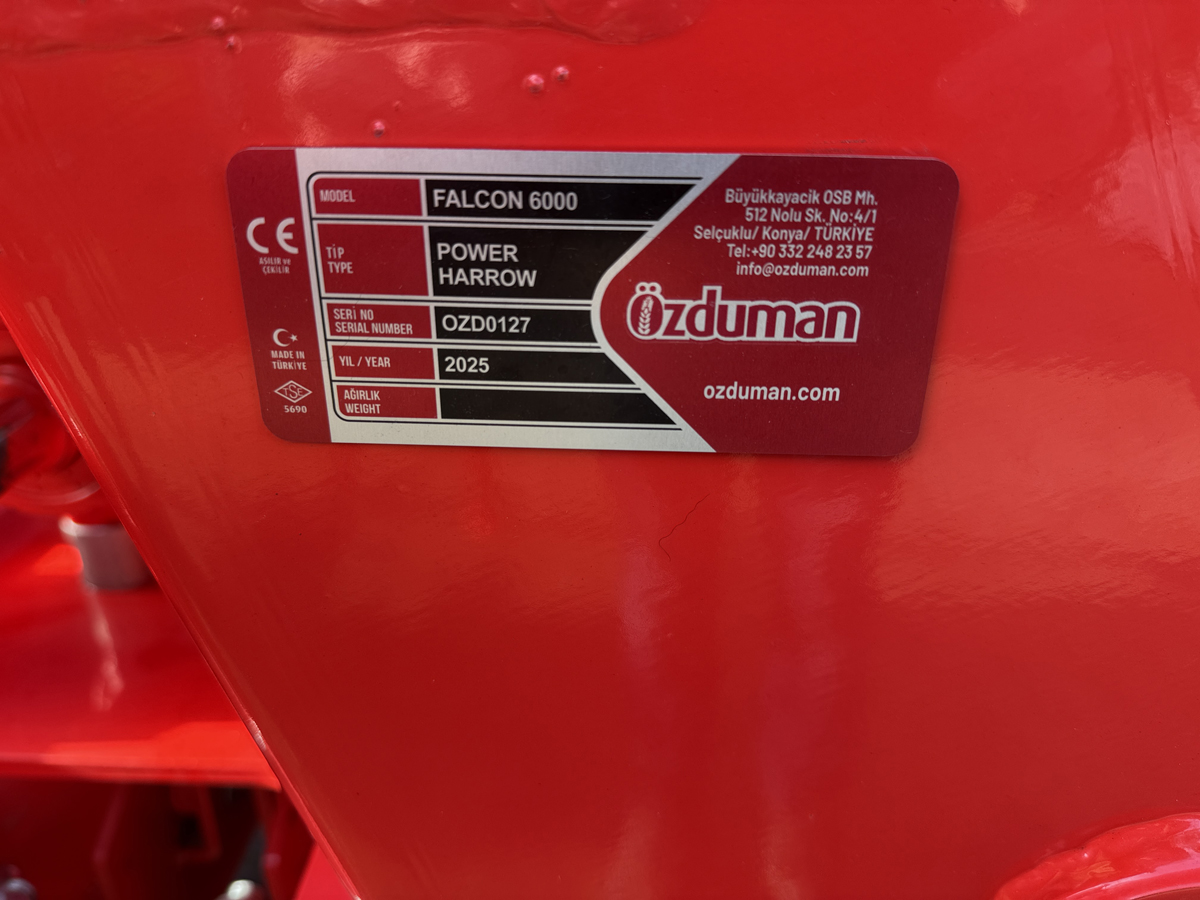 CE
ASILIR ve
ÇEKİLİR
MADE IN
TÜRKİYE
TSE
5690
MODEL
FALCON 6000
TİP
TYPE
POWER
HARROW
SERİ NO
SERIAL NUMBER
OZD0127
YIL / YEAR
2025
AĞIRLIK
WEIGHT
Büyükkayacik OSB Mh.
512 Nolu Sk. No:4/1
Selçuklu/ Konya/ TÜRKİYE
Tel:+90 332 248 23 57
info@ozduman.com
Özduman
ozduman.com